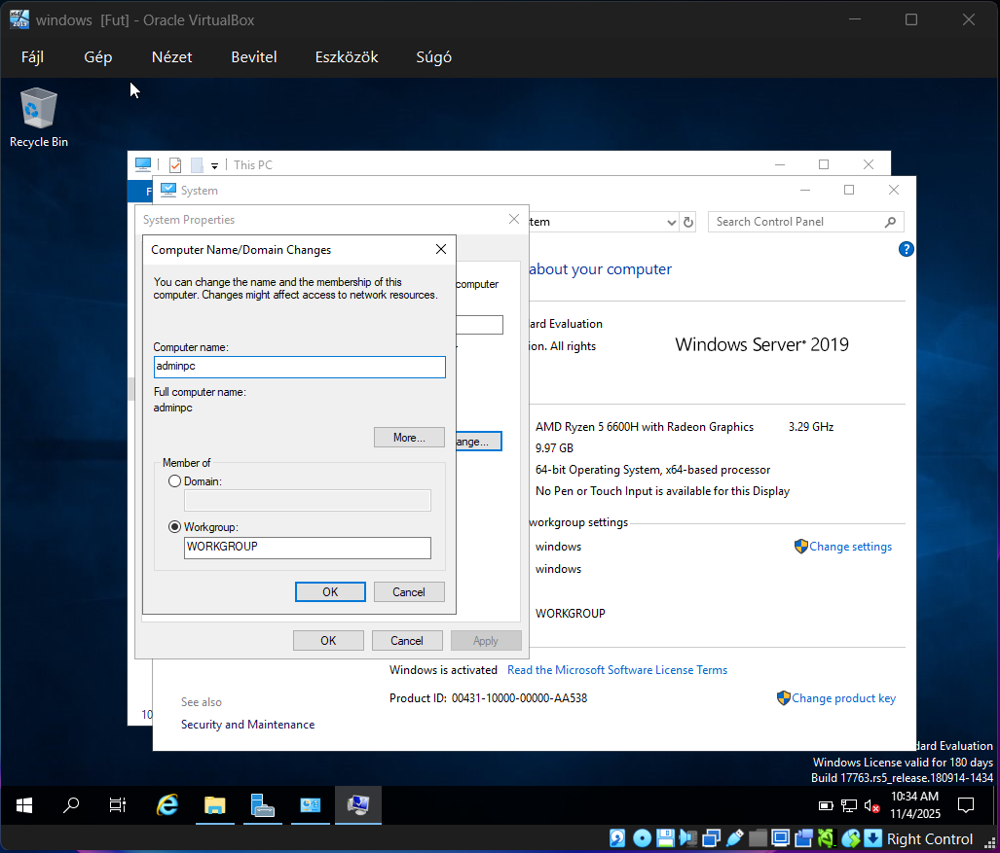 windows [Fut] - Oracle VirtualBox
Fájl Gép Nézet Bevitel Eszközök Súgó
Recycle Bin
This PC
F
System
System Properties
tem
Search Control Panel
Computer Name/Domain Changes
You can change the name and the membership of this
computer. Changes might affect access to network resources.
Computer name:
adminpc
Full computer name:
adminpc
More...
Member of
Domain:
Workgroup:
WORKGROUP
OK Cancel
computer
ange...
OK Cancel Apply
about your computer
ard Evaluation
ion. All rights
Windows Server® 2019
AMD Ryzen 5 6600H with Radeon Graphics 3.29 GHz
9.97 GB
64-bit Operating System, x64-based processor
No Pen or Touch Input is available for this Display
workgroup settings
windows
Change settings
windows
WORKGROUP
Windows is activated Read the Microsoft Software License Terms
Product ID: 00431-10000-00000-AA538
Change product key
See also
Security and Maintenance
10
dard Evaluation
Windows License valid for 180 days
Build 17763.rs5_release.180914-1434
10:34 AM
11/4/2025
Right Control